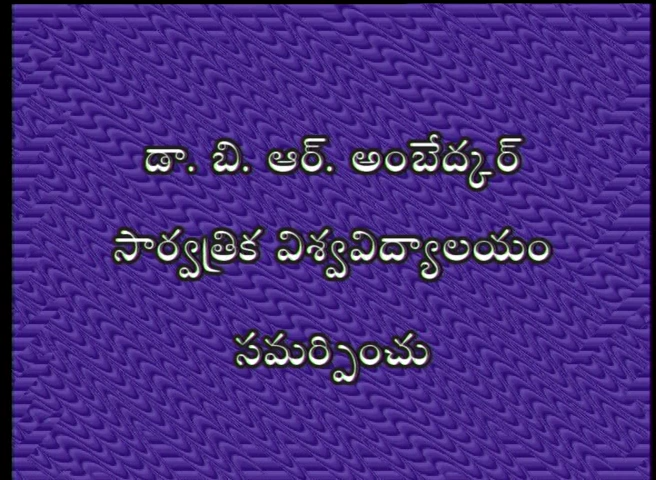 డా. బి. ఆర్. అంబేద్కర్
సార్వత్రిక విశ్వవిద్యాలయం
సమర్పించు